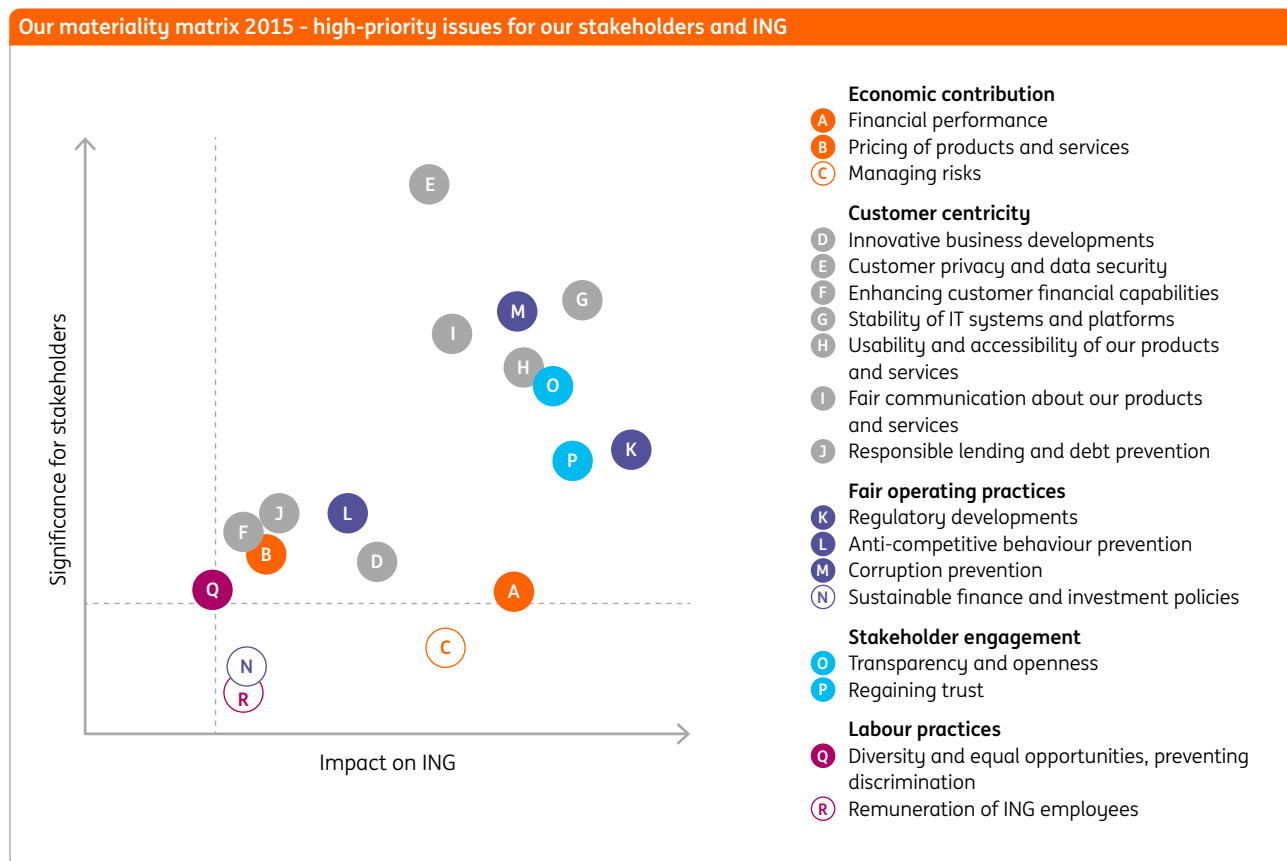 Our materiality matrix 2015 - high-priority issues for our stakeholders and ING
Significance for stakeholders
Impact on ING
E
G
M
I
H
O
K
P
J
L
F
B
D
Q
A
C
N
R
Economic contribution
A Financial performance
B Pricing of products and services
C Managing risks
Customer centricity
D Innovative business developments
E Customer privacy and data security
F Enhancing customer financial capabilities
G Stability of IT systems and platforms
H Usability and accessibility of our products
and services
I Fair communication about our products
and services
J Responsible lending and debt prevention
Fair operating practices
K Regulatory developments
L Anti-competitive behaviour prevention
M Corruption prevention
N Sustainable finance and investment policies
Stakeholder engagement
O Transparency and openness
P Regaining trust
Labour practices
Q Diversity and equal opportunities, preventing
discrimination
R Remuneration of ING employees